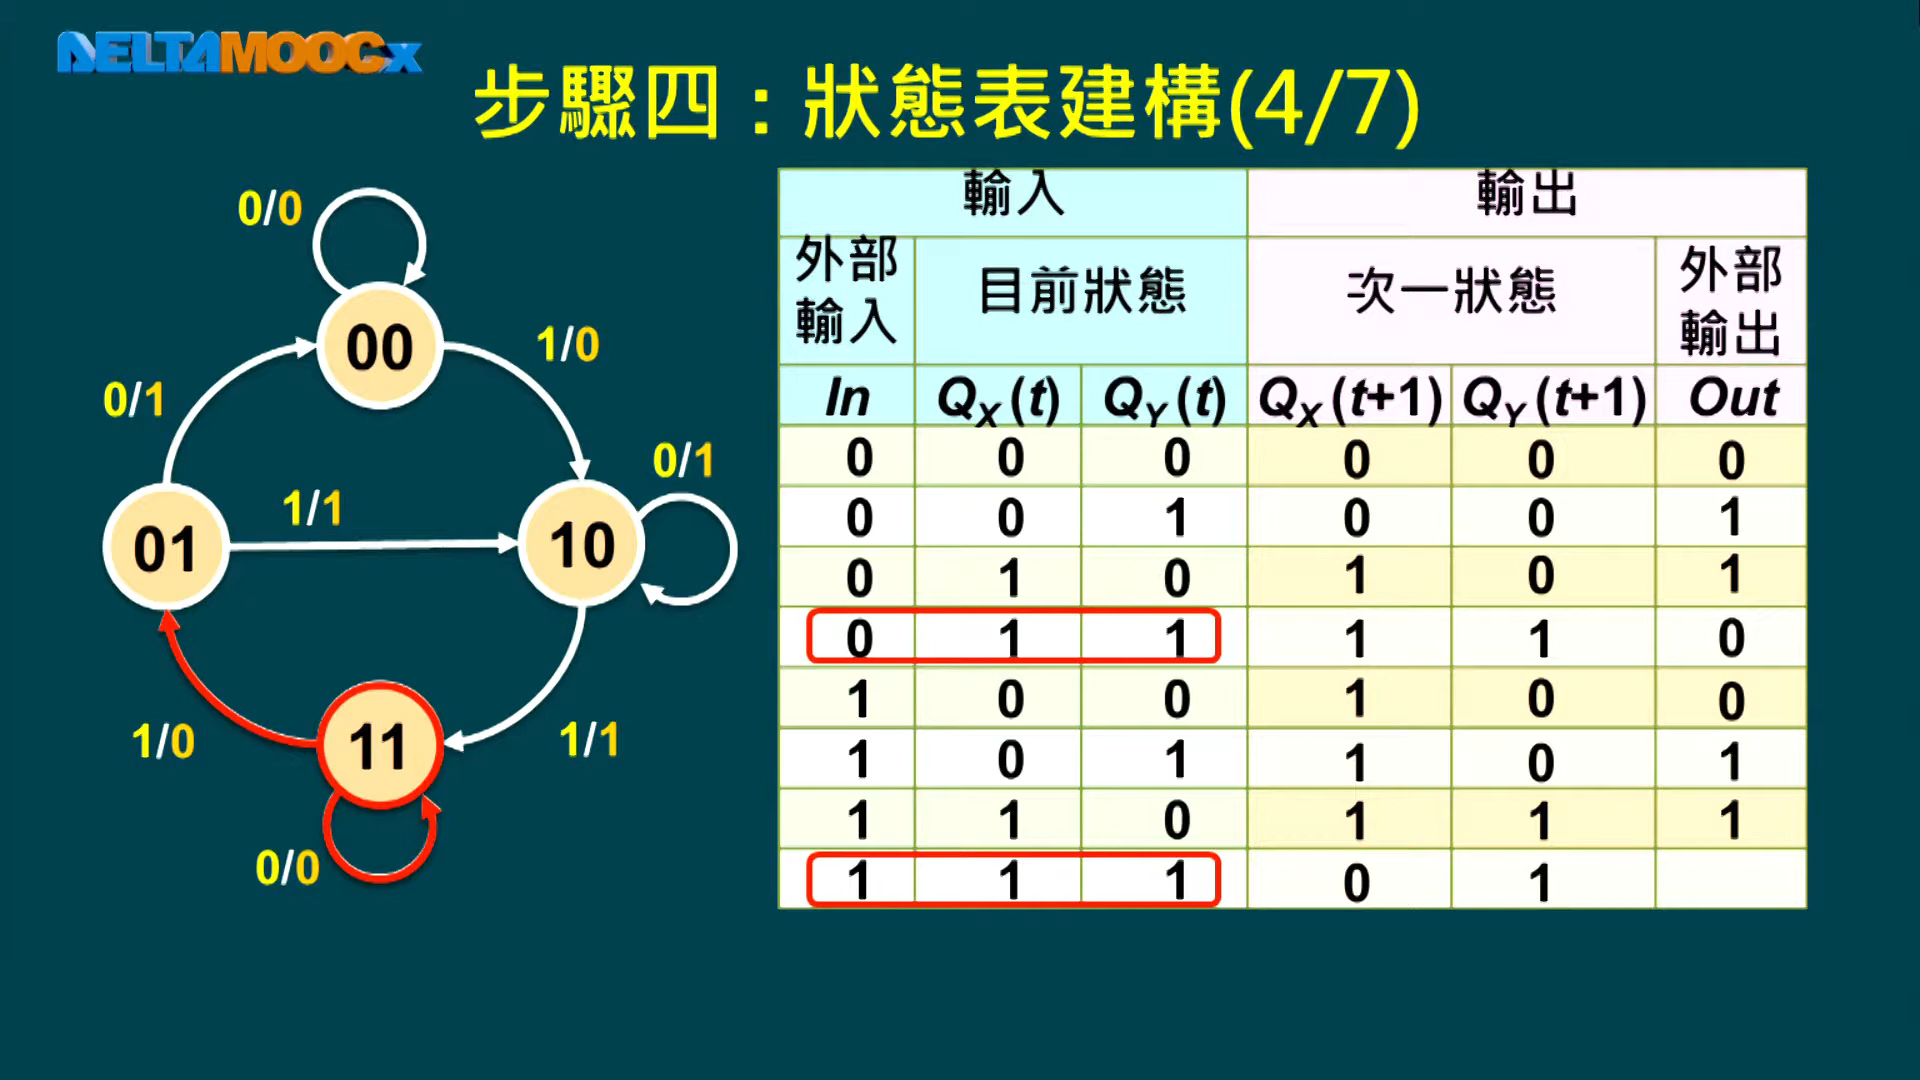 DELTAMOOCx
步驟四：狀態表建構(4/7)
0/0
00
1/0
0/1
0/1
1/1
01
10
1/0
11
1/1
0/0
輸入 輸出
外部輸入 目前狀態 次一狀態 外部輸出
In Q_X(t) Q_Y(t) Q_X(t+1) Q_Y(t+1) Out
0 0 0 0 0 0
0 0 1 0 0 1
0 1 0 1 0 1
0 1 1 1 1 0
1 0 0 1 0 0
1 0 1 1 0 1
1 1 0 1 1 1
1 1 1 0 1